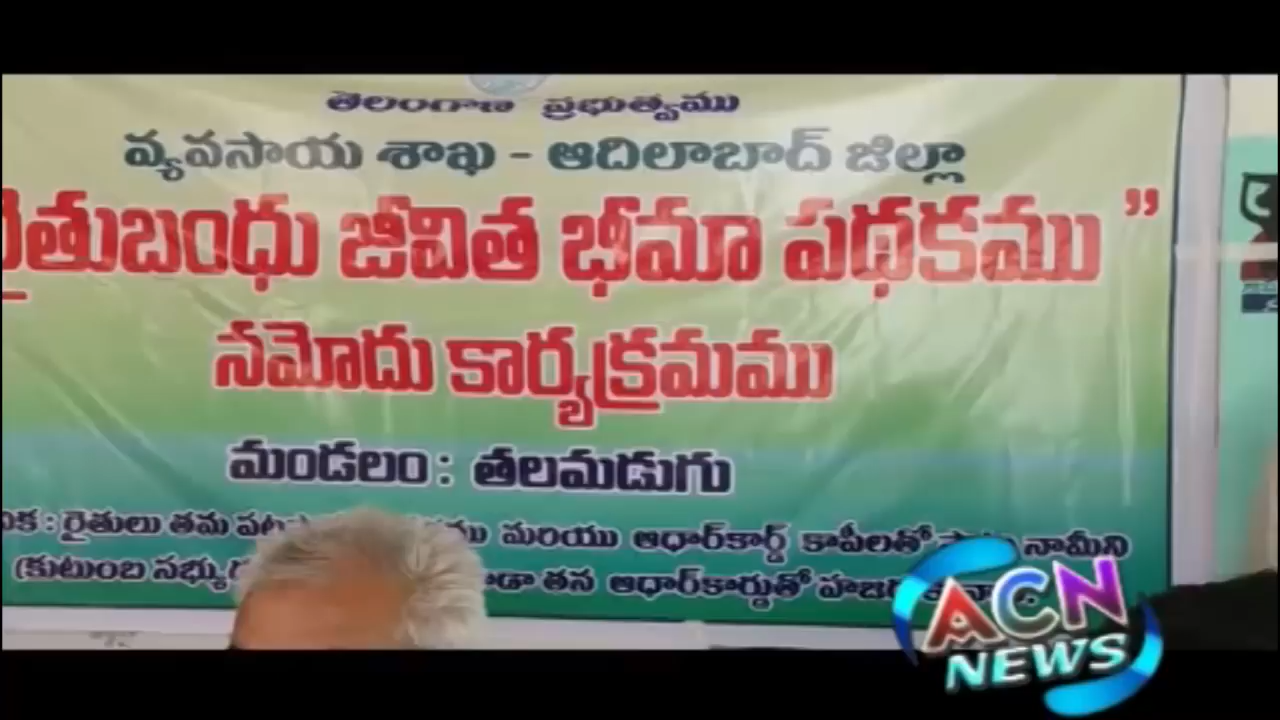 తెలంగాణ ప్రభుత్వము
వ్యవసాయ శాఖ - ఆదిలాబాద్ జిల్లా
రైతుబంధు జీవిత భీమా పథకము”
నమోదు కార్యక్రమము
మండలం : తలమడుగు
రైతులు తమ మరియు ఆధార్‌కార్డ్ కాపీలతో నామీని
(కుటుంబ తన ఆధార్‌కార్డుతో
ACN
NEWS